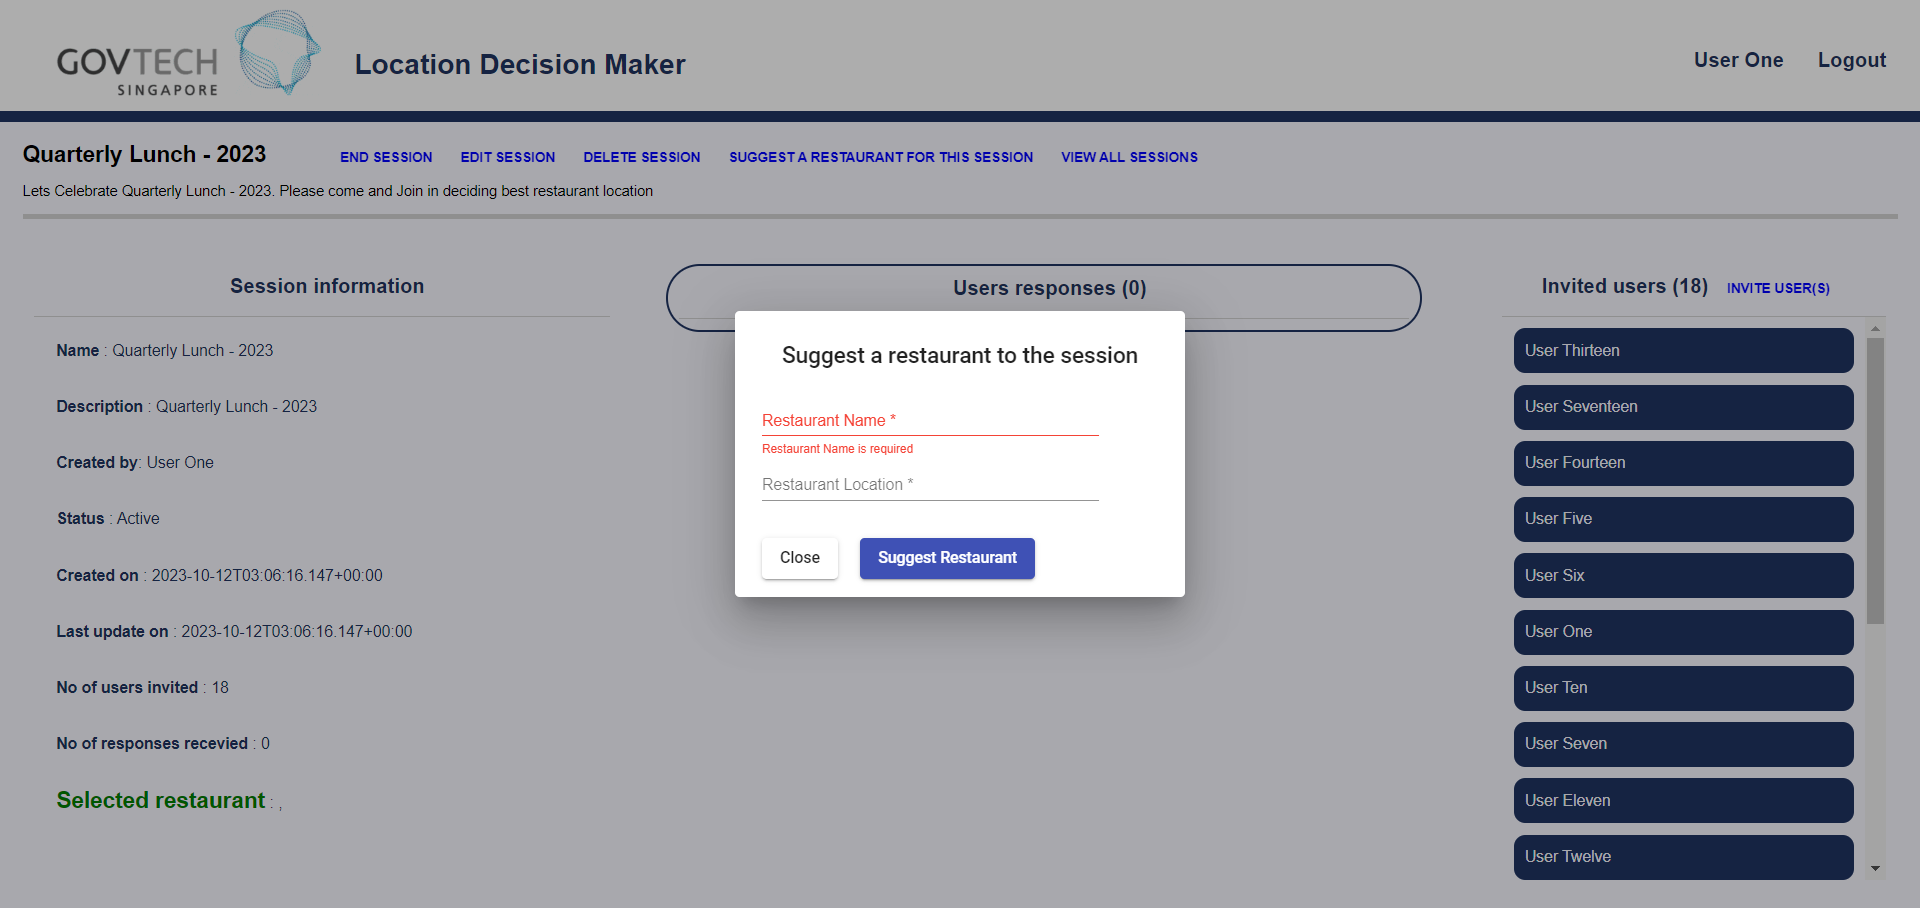 GOVTECH
SINGAPORE
Location Decision Maker
User One
Logout
Quarterly Lunch - 2023
END SESSION
EDIT SESSION
DELETE SESSION
SUGGEST A RESTAURANT FOR THIS SESSION
VIEW ALL SESSIONS
Lets Celebrate Quarterly Lunch - 2023. Please come and Join in deciding best restaurant location
Session information
Name : Quarterly Lunch - 2023
Description : Quarterly Lunch - 2023
Created by: User One
Status : Active
Created on : 2023-10-12T03:06:16.147+00:00
Last update on : 2023-10-12T03:06:16.147+00:00
No of users invited : 18
No of responses recevied : 0
Selected restaurant : ,
Users responses (0)
Suggest a restaurant to the session
Restaurant Name *
Restaurant Name is required
Restaurant Location *
Close
Suggest Restaurant
Invited users (18)
INVITE USER(S)
User Thirteen
User Seventeen
User Fourteen
User Five
User Six
User One
User Ten
User Seven
User Eleven
User Twelve